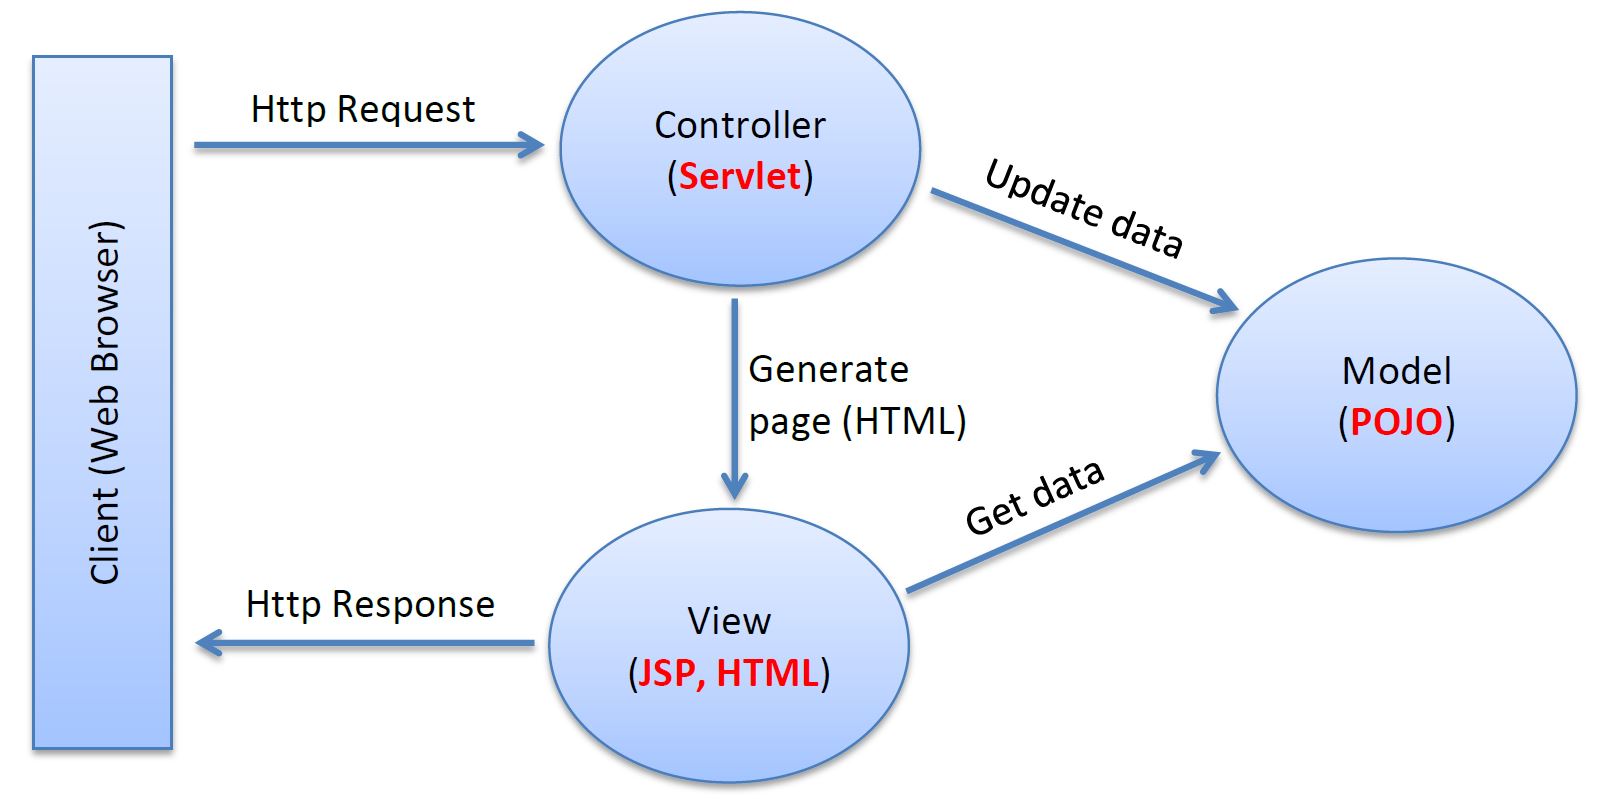 Client (Web Browser)
Http Request
Controller
(Servlet)
Update data
Generate
page (HTML)
Model
(POJO)
Get data
Http Response
View
(JSP, HTML)